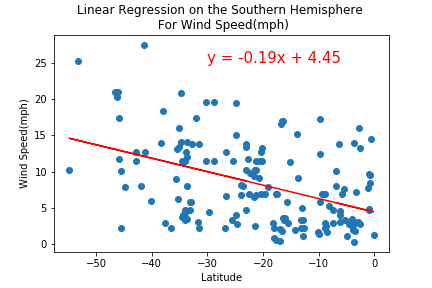 Linear Regression on the Southern Hemisphere
For Wind Speed(mph)
y = -0.19x + 4.45
25
20
15
10
5
0
Wind Speed(mph)
−50
−40
−30
−20
−10
0
Latitude